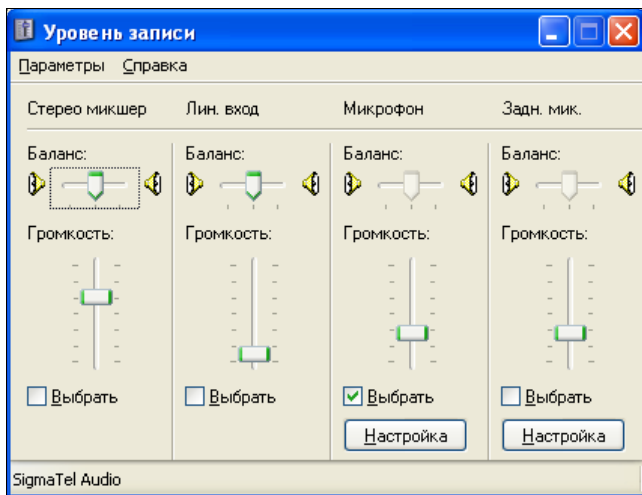 Уровень записи
Параметры Справка
Стерео микшер Лин. вход Микрофон Задн. мик.
Баланс: Баланс: Баланс: Баланс:
Громкость: Громкость: Громкость: Громкость:
Выбрать Выбрать Выбрать Выбрать
Настройка Настройка
SigmaTel Audio